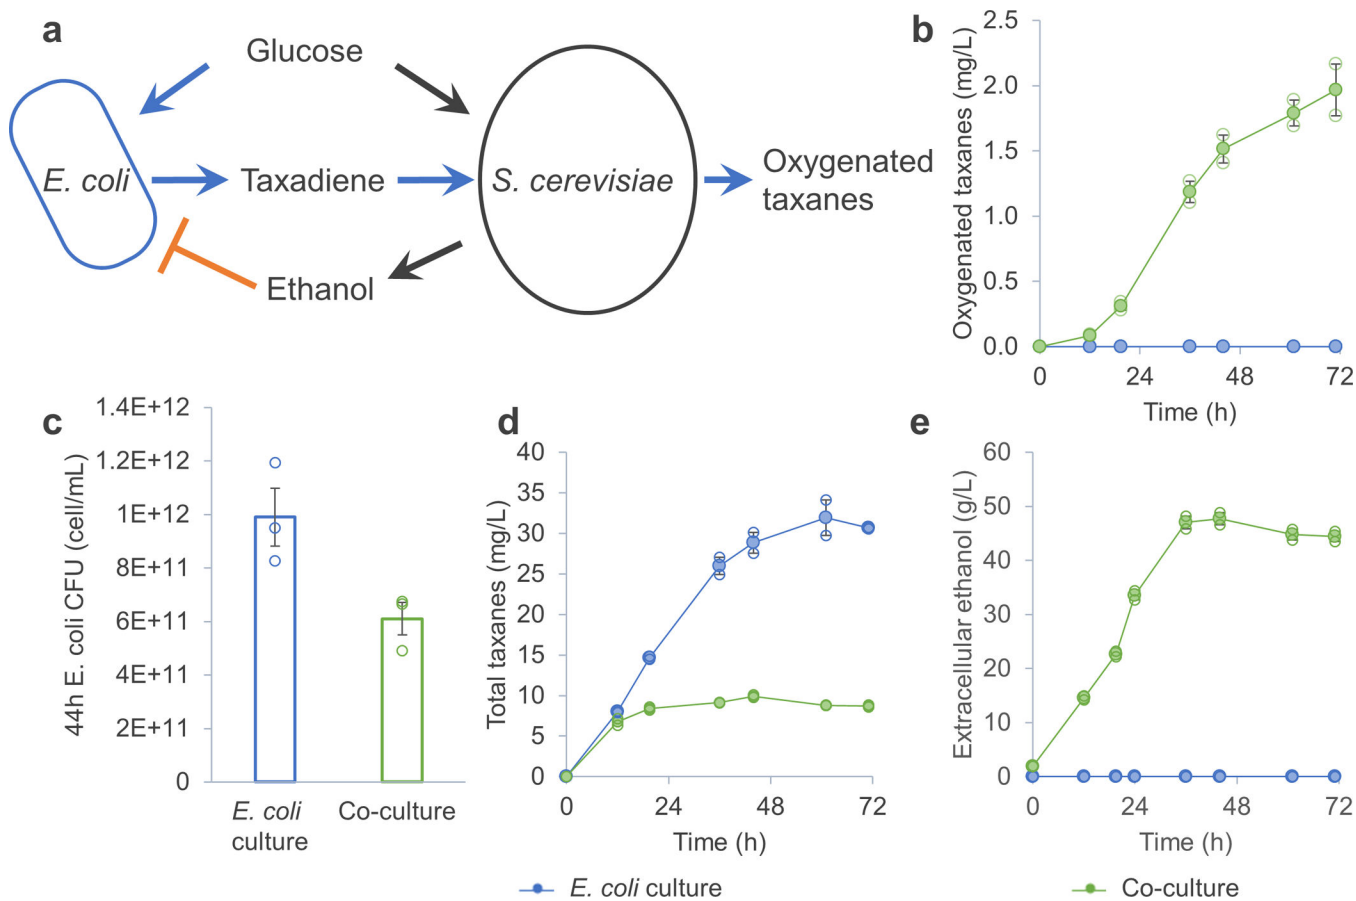 a
Glucose
E. coli
Taxadiene
S. cerevisiae
Oxygenated
taxanes
Ethanol
b
Oxygenated taxanes (mg/L)
2.5
2.0
1.5
1.0
0.5
0.0
0 24 48 72
Time (h)
c
44h E. coli CFU (cell/mL)
1.4E+12
1.2E+12
1E+12
8E+11
6E+11
4E+11
2E+11
0
E. coli
culture
Co-culture
d
Total taxanes (mg/L)
40
35
30
25
20
15
10
5
0
0 24 48 72
Time (h)
e
Extracellular ethanol (g/L)
60
50
40
30
20
10
0
0 24 48 72
Time (h)
E. coli culture
Co-culture